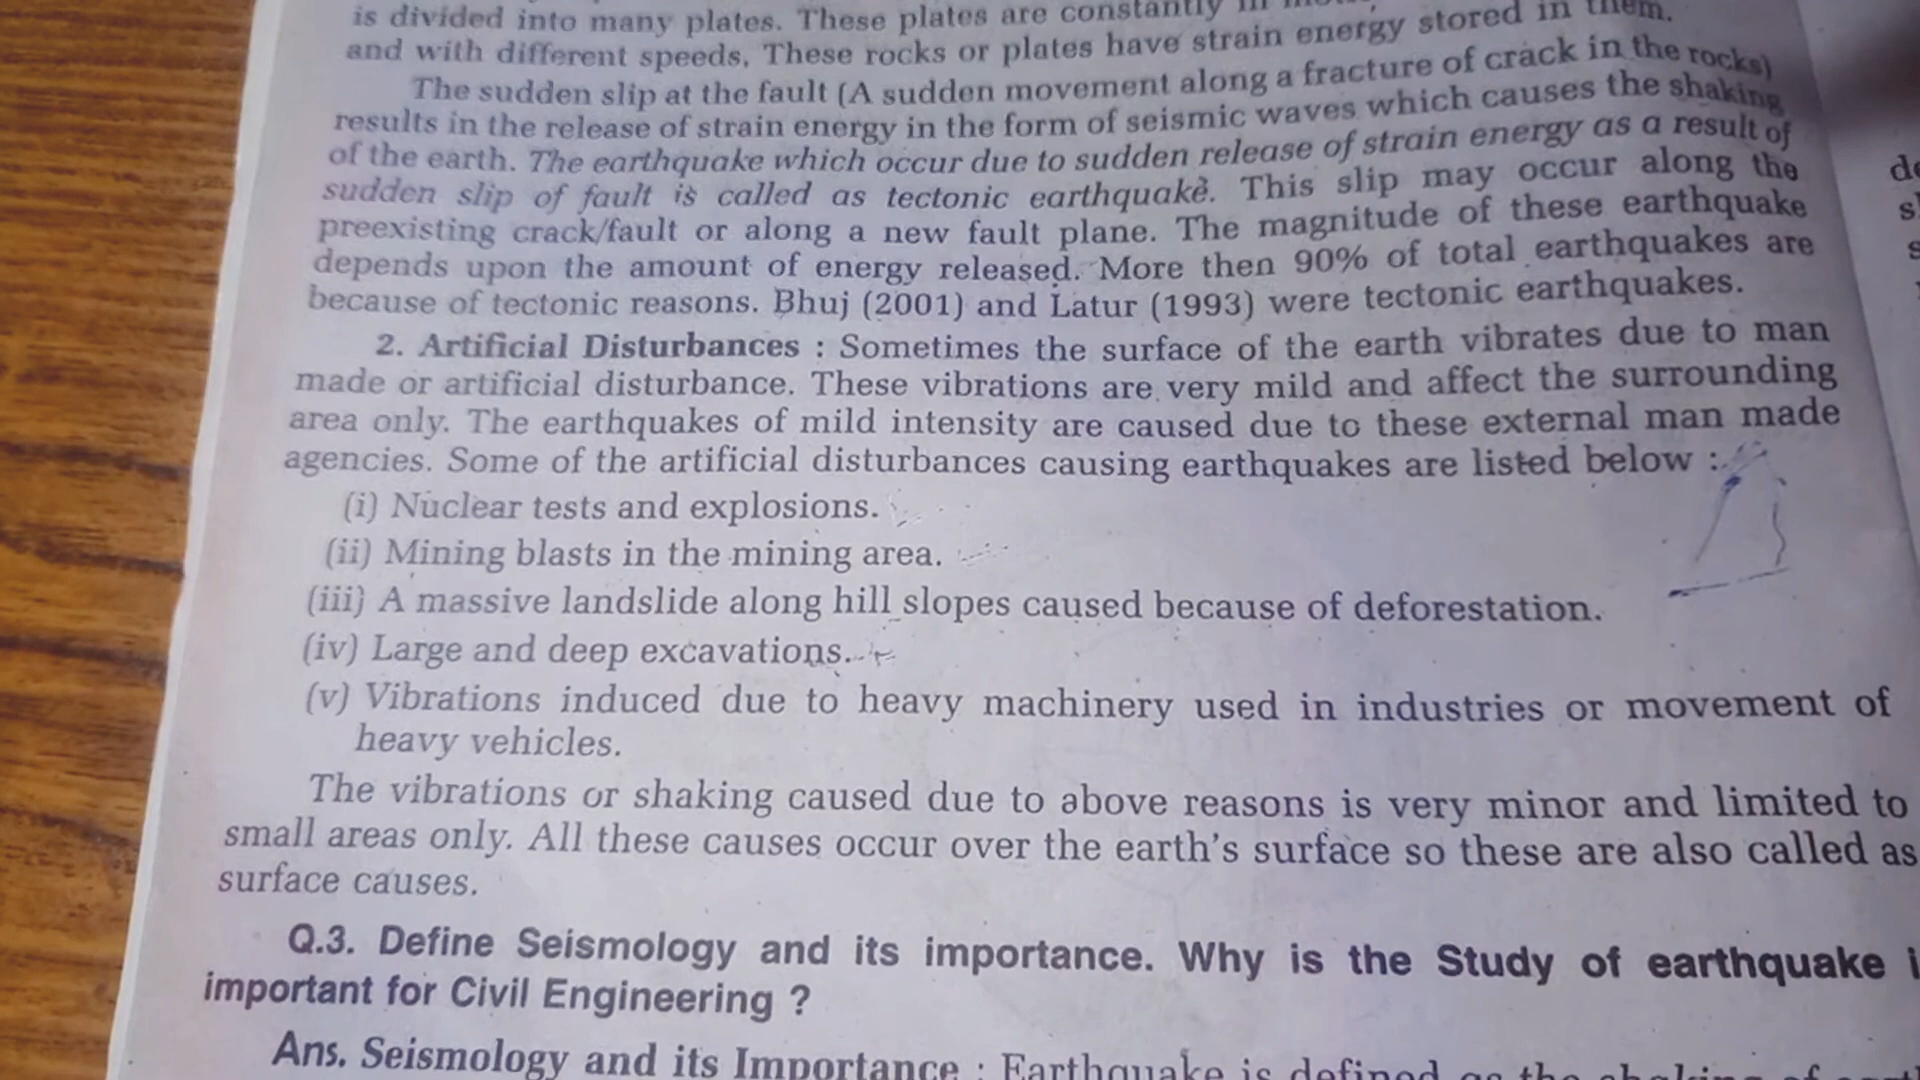 is divided into many plates. These plates are constantly in
and with different speeds, These rocks or plates have strain energy stored in them.
The sudden slip at the fault (A sudden movement along a fracture of crack in the rocks)
results in the release of strain energy in the form of seismic waves which causes the shaking
of the earth. The earthquake which occur due to sudden release of strain energy as a result of
sudden slip of fault is called as tectonic earthquake. This slip may occur along the
preexisting crack/fault or along a new fault plane. The magnitude of these earthquake
depends upon the amount of energy released. More then 90% of total earthquakes are
because of tectonic reasons. Bhuj (2001) and Latur (1993) were tectonic earthquakes.
2. Artificial Disturbances : Sometimes the surface of the earth vibrates due to man
made or artificial disturbance. These vibrations are very mild and affect the surrounding
area only. The earthquakes of mild intensity are caused due to these external man made
agencies. Some of the artificial disturbances causing earthquakes are listed below :
(i) Nuclear tests and explosions.
(ii) Mining blasts in the mining area.
(iii) A massive landslide along hill slopes caused because of deforestation.
(iv) Large and deep excavations.
(v) Vibrations induced due to heavy machinery used in industries or movement of
heavy vehicles.
The vibrations or shaking caused due to above reasons is very minor and limited to
small areas only. All these causes occur over the earth's surface so these are also called as
surface causes.
Q.3. Define Seismology and its importance. Why is the Study of earthquake
important for Civil Engineering ?
Ans. Seismology and its Importance : Earthquake is defined as the shaking of